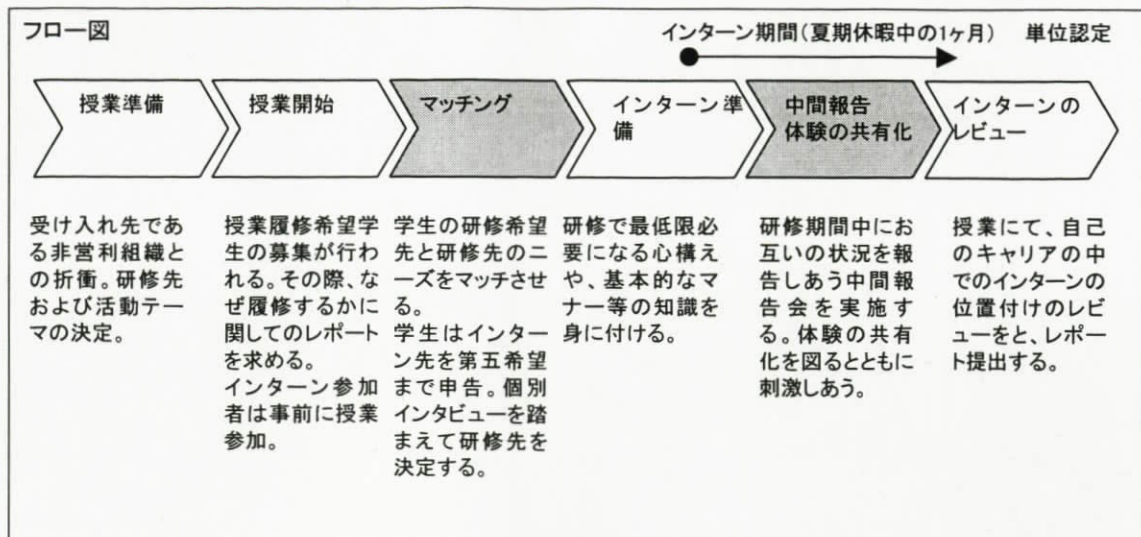 フロー図
インターン期間(夏期休暇中の1ヶ月) 単位認定
授業準備
授業開始
マッチング
インターン 準
備
中間報告
体験の共有化
インターンの
レビュー
受け入れ先であ
る非営利組織と
の折衝。研修先
および活動テー
マの決定。
授業履修希望学
生の募集が行わ
れる。その際、な
ぜ履修するかに
関してのレポート
を求める。
インターン参加
者は事前に授業
参加。
学生の研修希望
先と研修先のニ
ーズをマッチさせ
る。
学生はインター
ン先を第五希望
まで申告。個別
インタビューを踏
まえて研修先を
決定する。
研修で最低限必
要になる心構え
や、基本的なマ
ナー等の知識を
身に付ける。
研修期間中にお
互いの状況を報
告しあう中間報
告会を実施す
る。体験の共有
化を図るとともに
刺激しあう。
授業にて、自己
のキャリアの中
でのインターンの
位置付けのレビ
ューをと、レポー
ト提出する。